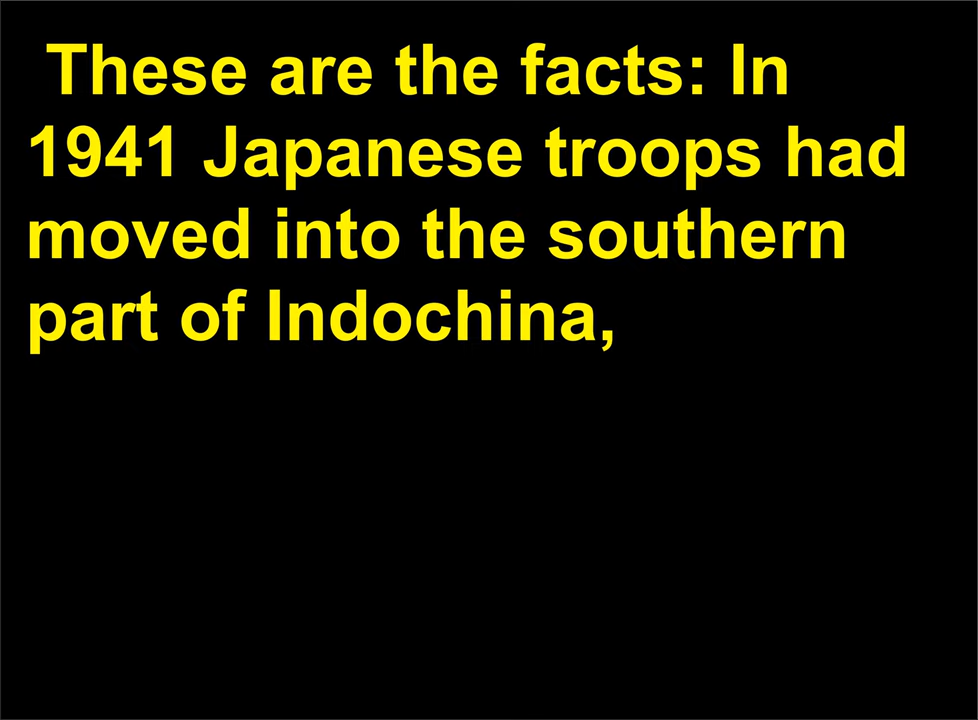 These are the facts: In
1941 Japanese troops had
moved into the southern
part of Indochina,